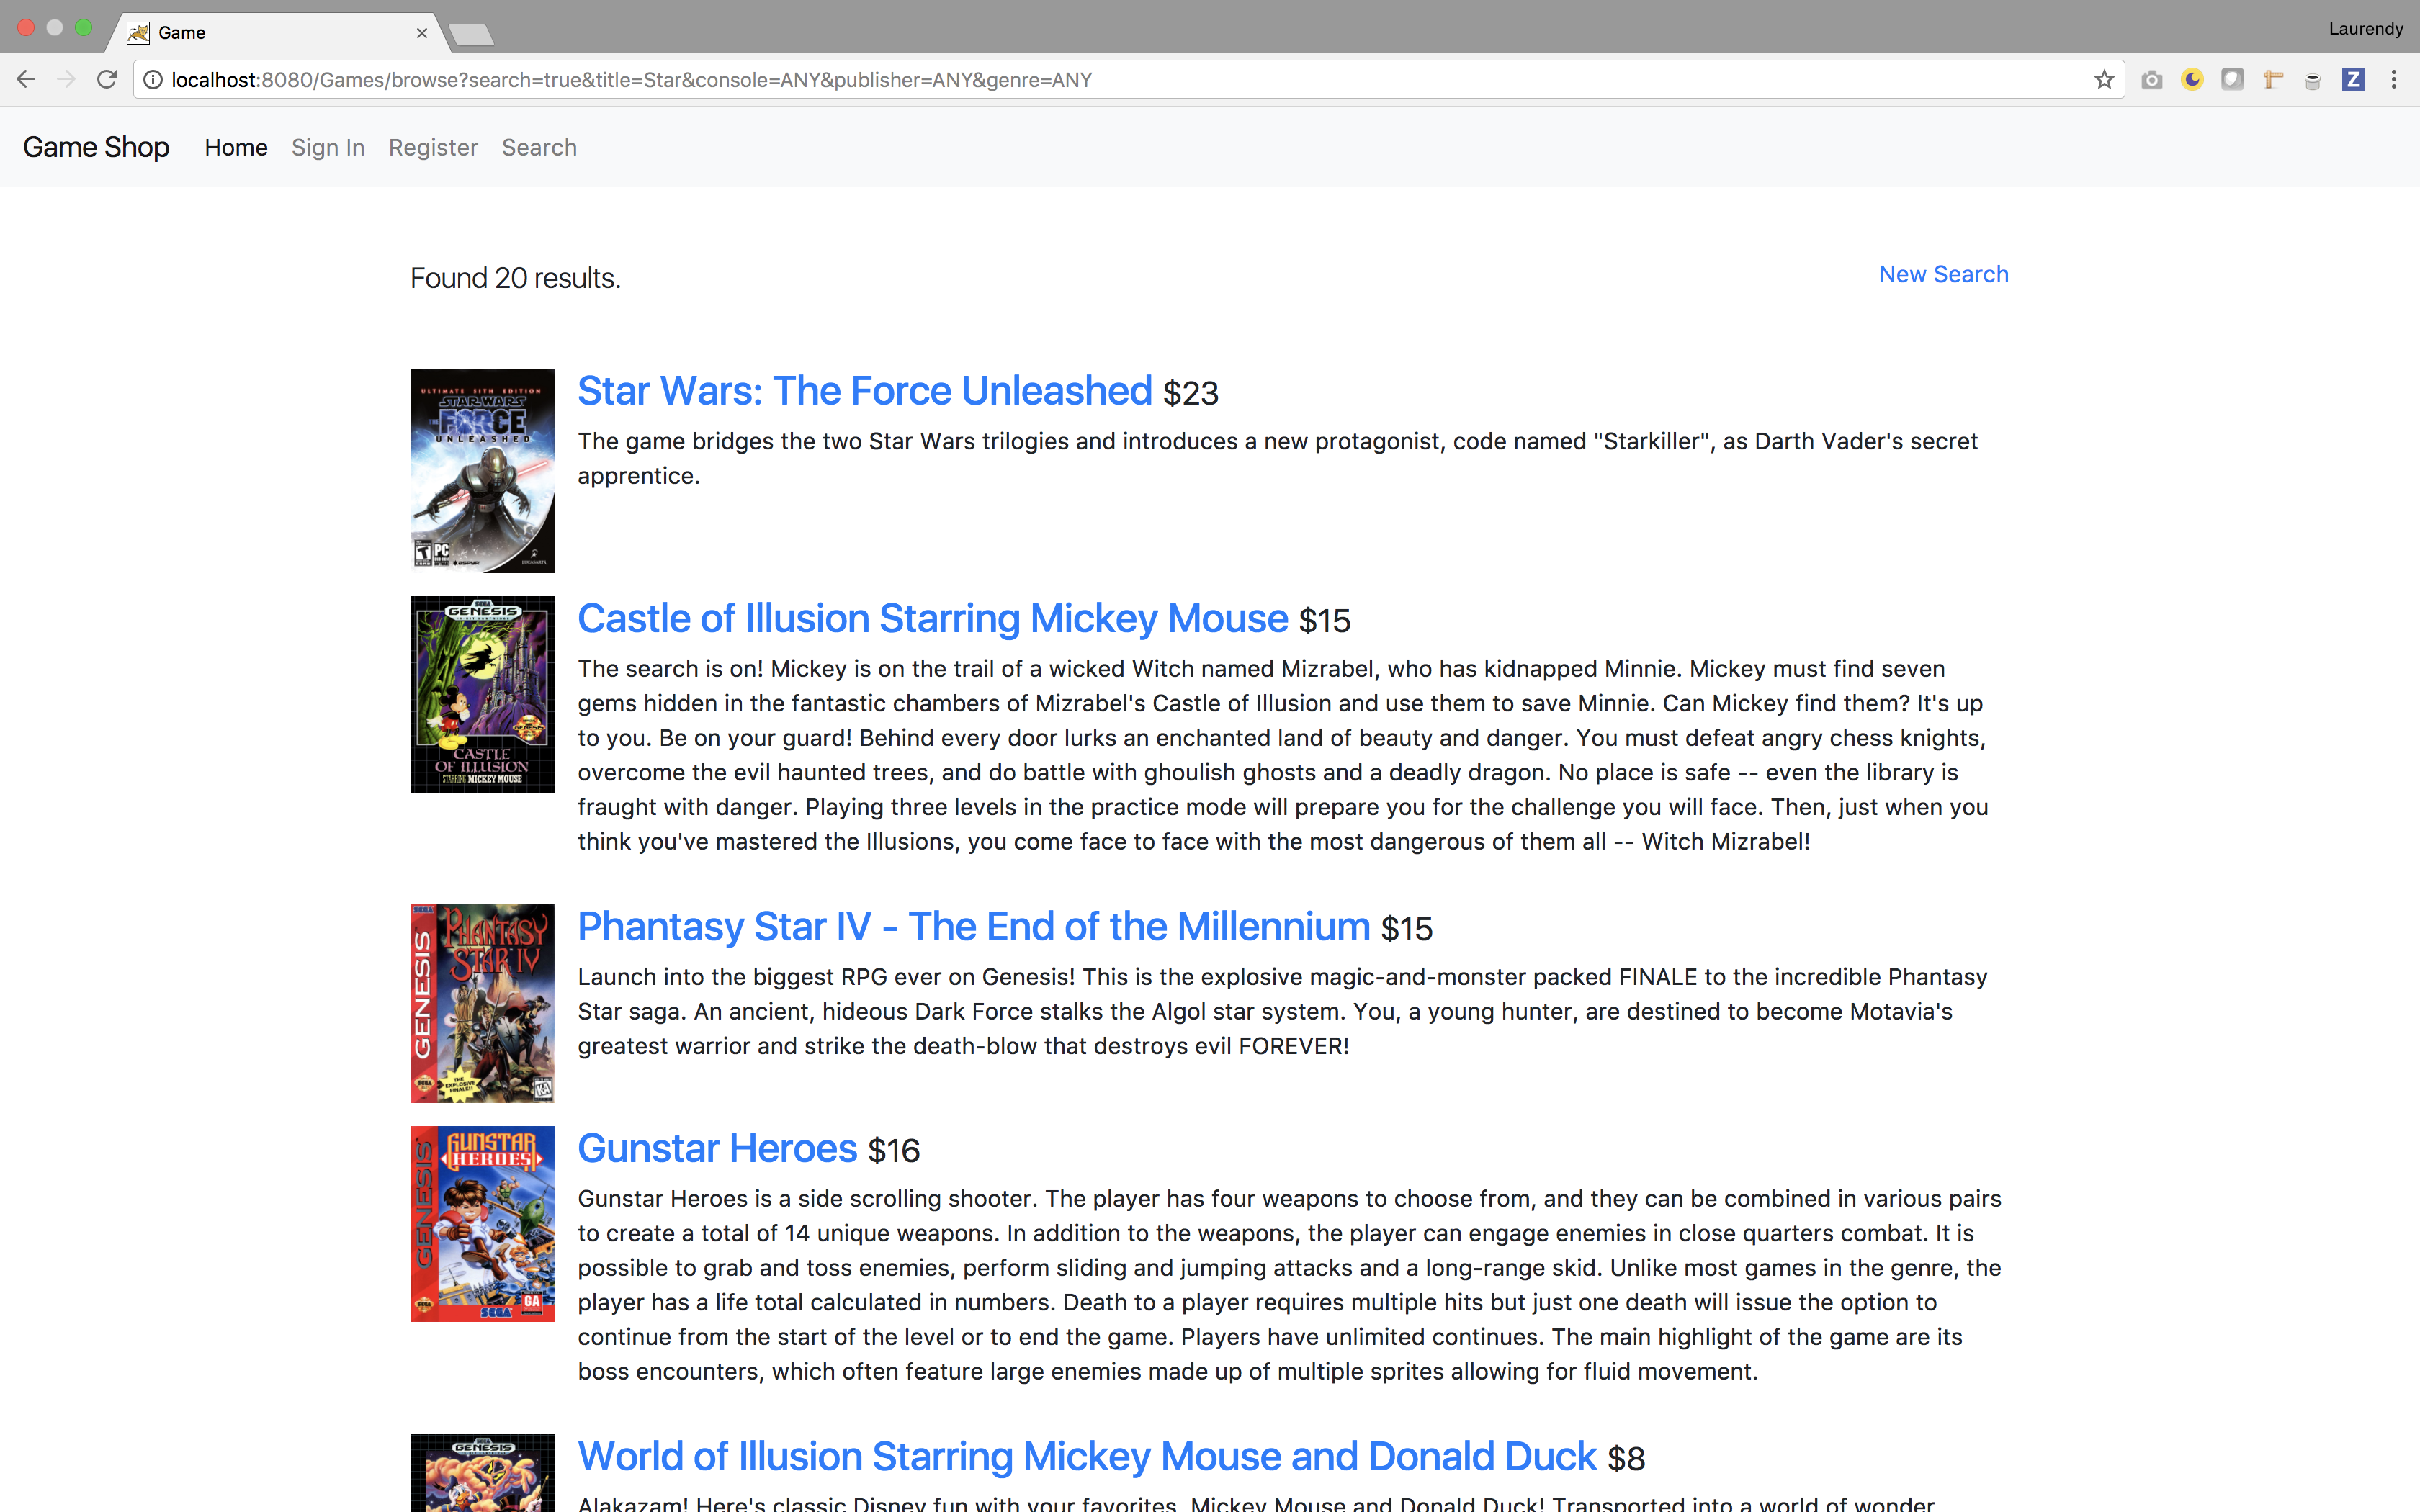 Game
Laurendy
localhost:8080/Games/browse?search=true&title=Star&console=ANY&publisher=ANY&genre=ANY
Z
Game Shop Home Sign In Register Search
Found 20 results.
New Search
ULTIMATE SITH EDITION
STAR WARS
THE FORCE
UNLEASHED
T PC
ASPYR
LUCASARTS
Star Wars: The Force Unleashed $23
The game bridges the two Star Wars trilogies and introduces a new protagonist, code named "Starkiller", as Darth Vader's secret
apprentice.
SEGA
GENESIS
CASTLE
OF ILLUSION
STARRING MICKEY MOUSE
Castle of Illusion Starring Mickey Mouse $15
The search is on! Mickey is on the trail of a wicked Witch named Mizrabel, who has kidnapped Minnie. Mickey must find seven
gems hidden in the fantastic chambers of Mizrabel's Castle of Illusion and use them to save Minnie. Can Mickey find them? It's up
to you. Be on your guard! Behind every door lurks an enchanted land of beauty and danger. You must defeat angry chess knights,
overcome the evil haunted trees, and do battle with ghoulish ghosts and a deadly dragon. No place is safe -- even the library is
fraught with danger. Playing three levels in the practice mode will prepare you for the challenge you will face. Then, just when you
think you've mastered the Illusions, you come face to face with the most dangerous of them all -- Witch Mizrabel!
SEGA
GENESIS
PHANTASY
STAR IV
SEGA
THE
EXPLOSIVE
FINALE!!
KA
Phantasy Star IV - The End of the Millennium $15
Launch into the biggest RPG ever on Genesis! This is the explosive magic-and-monster packed FINALE to the incredible Phantasy
Star saga. An ancient, hideous Dark Force stalks the Algol star system. You, a young hunter, are destined to become Motavia's
greatest warrior and strike the death-blow that destroys evil FOREVER!
GENESIS
GUNSTAR
HEROES
SEGA
SEGA
GA
Gunstar Heroes $16
Gunstar Heroes is a side scrolling shooter. The player has four weapons to choose from, and they can be combined in various pairs
to create a total of 14 unique weapons. In addition to the weapons, the player can engage enemies in close quarters combat. It is
possible to grab and toss enemies, perform sliding and jumping attacks and a long-range skid. Unlike most games in the genre, the
player has a life total calculated in numbers. Death to a player requires multiple hits but just one death will issue the option to
continue from the start of the level or to end the game. Players have unlimited continues. The main highlight of the game are its
boss encounters, which often feature large enemies made up of multiple sprites allowing for fluid movement.
SEGA
GENESIS
World of Illusion Starring Mickey Mouse and Donald Duck $8
Alakazam! Here's classic Disney fun with your favorites, Mickey Mouse and Donald Duck! Transported into a world of wonder